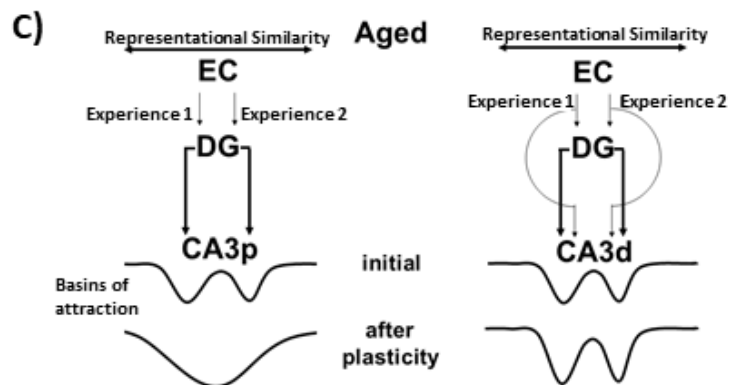 C)
Representational Similarity
Aged
Representational Similarity
EC
EC
Experience 1
Experience 2
Experience 1
Experience 2
DG
DG
CA3p
initial
CA3d
Basins of
attraction
after
plasticity